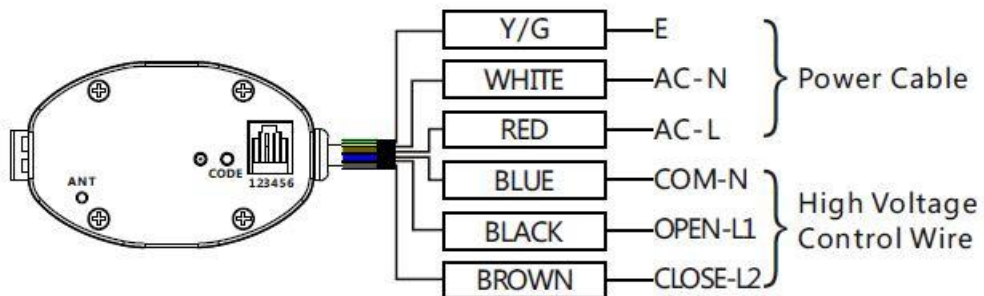 Y/G E
WHITE AC-N
RED AC-L
Power Cable
BLUE COM-N
BLACK OPEN-L1
BROWN CLOSE-L2
High Voltage
Control Wire
CODE
123456
ANT